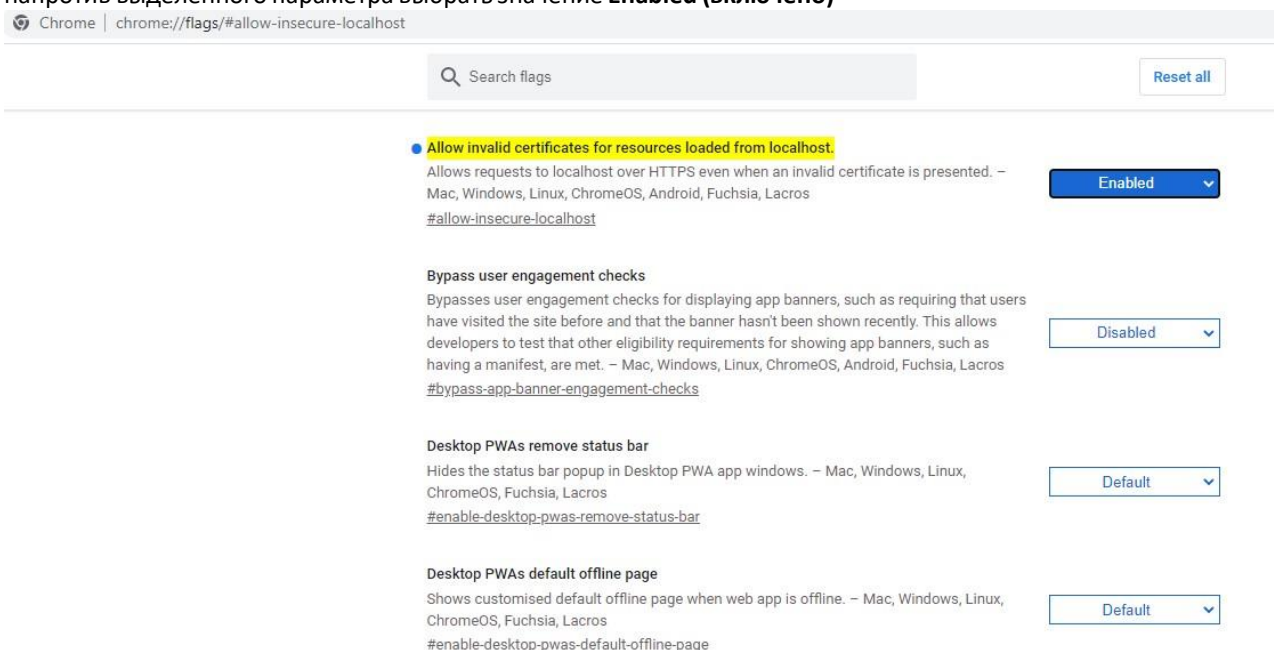 напротив выделенного параметра выбрать значение Enabled (включено)
Chrome | chrome://flags/#allow-insecure-localhost
Search flags
Reset all
Allow invalid certificates for resources loaded from localhost.
Allows requests to localhost over HTTPS even when an invalid certificate is presented. –
Mac, Windows, Linux, ChromeOS, Android, Fuchsia, Lacros
#allow-insecure-localhost
Enabled
Bypass user engagement checks
Bypasses user engagement checks for displaying app banners, such as requiring that users
have visited the site before and that the banner hasn't been shown recently. This allows
developers to test that other eligibility requirements for showing app banners, such as
having a manifest, are met. – Mac, Windows, Linux, ChromeOS, Android, Fuchsia, Lacros
#bypass-app-banner-engagement-checks
Disabled
Desktop PWAs remove status bar
Hides the status bar popup in Desktop PWA app windows. – Mac, Windows, Linux,
ChromeOS, Fuchsia, Lacros
#enable-desktop-pwas-remove-status-bar
Default
Desktop PWAs default offline page
Shows customised default offline page when web app is offline. – Mac, Windows, Linux,
ChromeOS, Fuchsia, Lacros
#enable-desktop-pwas-default-offline-page
Default